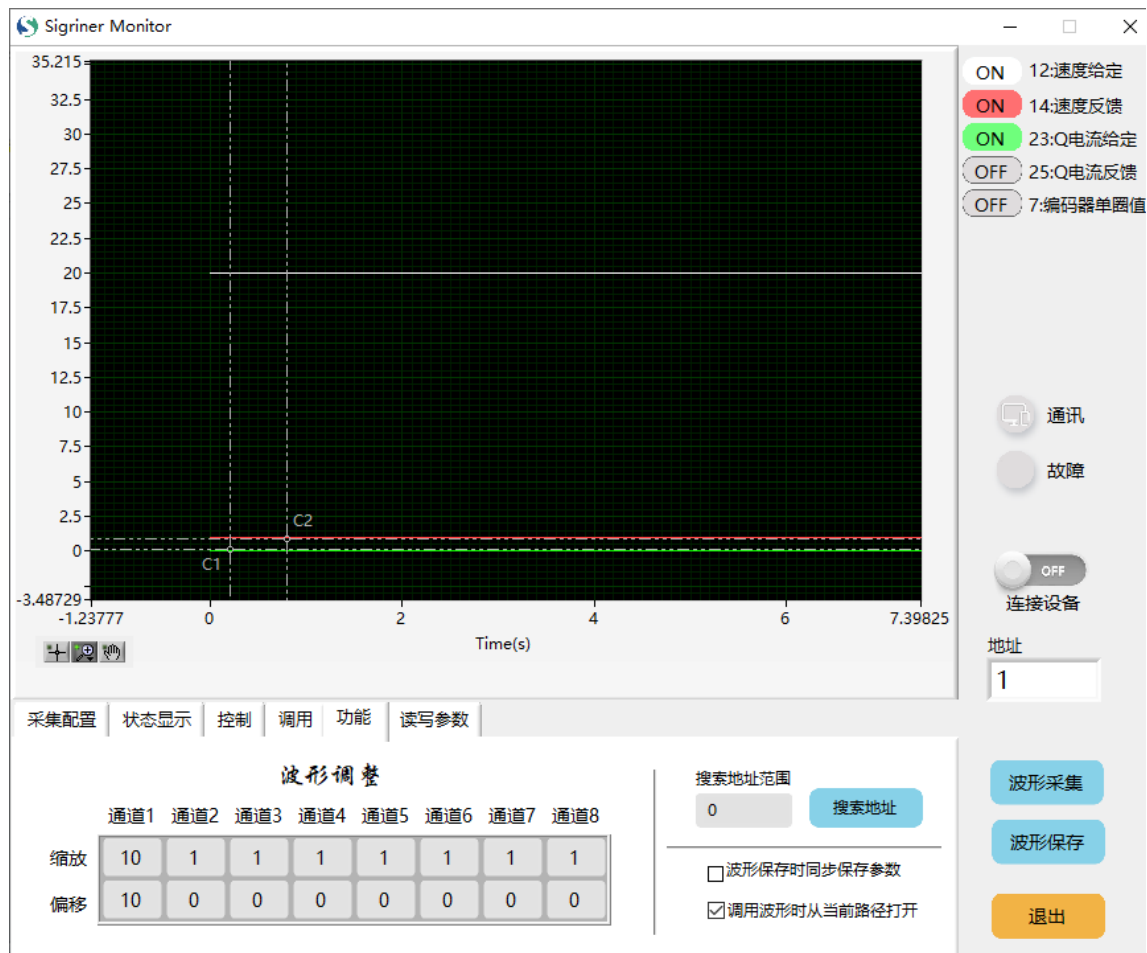 Sigriner Monitor
35.215
32.5
30
27.5
25
22.5
20
17.5
15
12.5
10
7.5
5
2.5
0
-3.48729
C1
C2
-1.23777 0 2 4 6 7.39825
Time(s)
ON 12:速度给定
ON 14:速度反馈
ON 23:Q电流给定
OFF 25:Q电流反馈
OFF 7:编码器单圈值
通讯
故障
OFF
连接设备
地址
1
采集配置 状态显示 控制 调用 功能 读写参数
波形调整
通道1 通道2 通道3 通道4 通道5 通道6 通道7 通道8
缩放 10 1 1 1 1 1 1 1
偏移 10 0 0 0 0 0 0 0
搜索地址范围
0 搜索地址
波形保存时同步保存参数
调用波形时从当前路径打开
波形采集
波形保存
退出